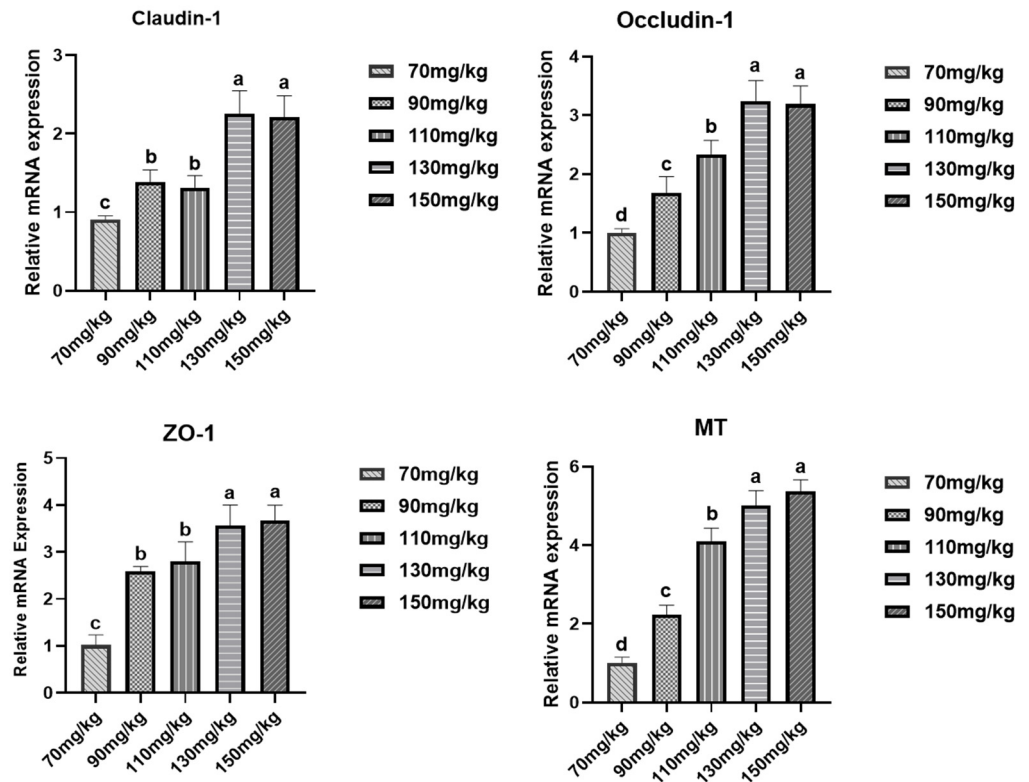 Claudin-1
Relative mRNA expression
3
2
1
0
c
b
b
a
a
70mg/kg
90mg/kg
110mg/kg
130mg/kg
150mg/kg
70mg/kg
90mg/kg
110mg/kg
130mg/kg
150mg/kg
Occludin-1
Relative mRNA expression
4
3
2
1
0
d
c
b
a
a
70mg/kg
90mg/kg
110mg/kg
130mg/kg
150mg/kg
70mg/kg
90mg/kg
110mg/kg
130mg/kg
150mg/kg
ZO-1
Relative mRNA Expression
5
4
3
2
1
0
c
b
b
a
a
70mg/kg
90mg/kg
110mg/kg
130mg/kg
150mg/kg
70mg/kg
90mg/kg
110mg/kg
130mg/kg
150mg/kg
MT
Relative mRNA expression
6
4
2
0
d
c
b
a
a
70mg/kg
90mg/kg
110mg/kg
130mg/kg
150mg/kg
70mg/kg
90mg/kg
110mg/kg
130mg/kg
150mg/kg